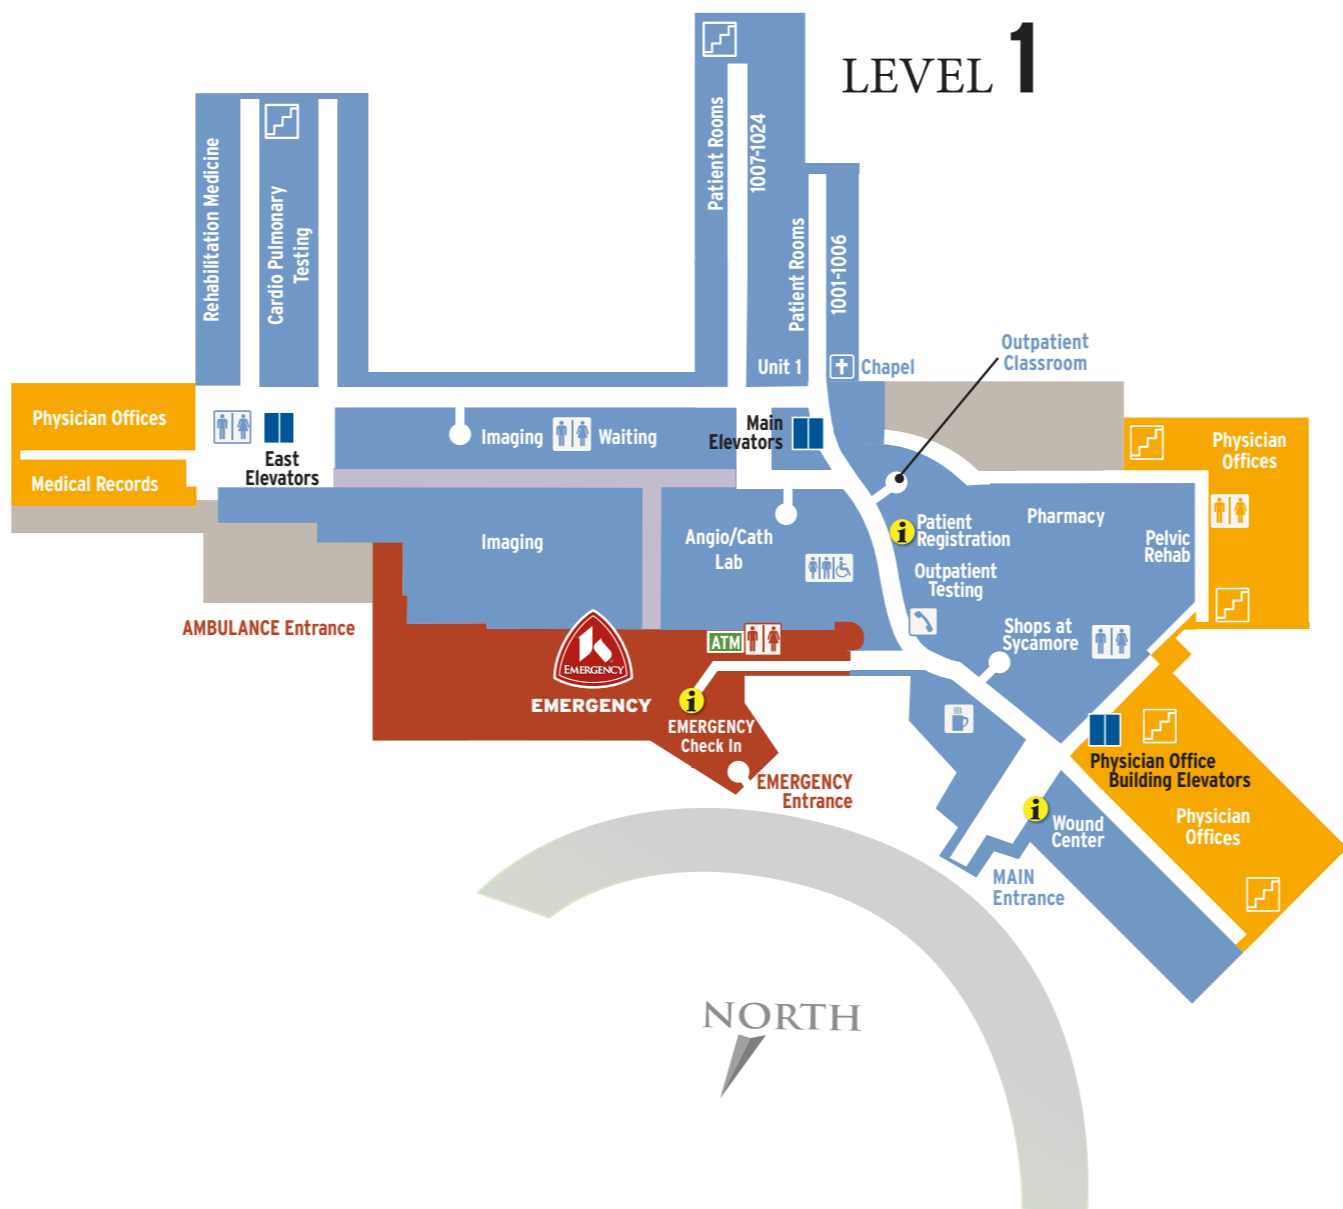 LEVEL 1
Rehabilitation Medicine
Cardio Pulmonary
Testing
Patient Rooms
1007-1024
Patient Rooms
1001-1006
Unit 1
Chapel
Outpatient
Classroom
Physician Offices
Medical Records
East
Elevators
Imaging
Waiting
Main
Elevators
Physician
Offices
Imaging
Angio/Cath
Lab
Patient
Registration
Pharmacy
Pelvic
Rehab
Outpatient
Testing
Shops at
Sycamore
AMBULANCE Entrance
ATM
EMERGENCY
EMERGENCY
EMERGENCY
Check In
EMERGENCY
Entrance
Physician Office
Building Elevators
Physician
Offices
Wound
Center
MAIN
Entrance
NORTH
i
i
i